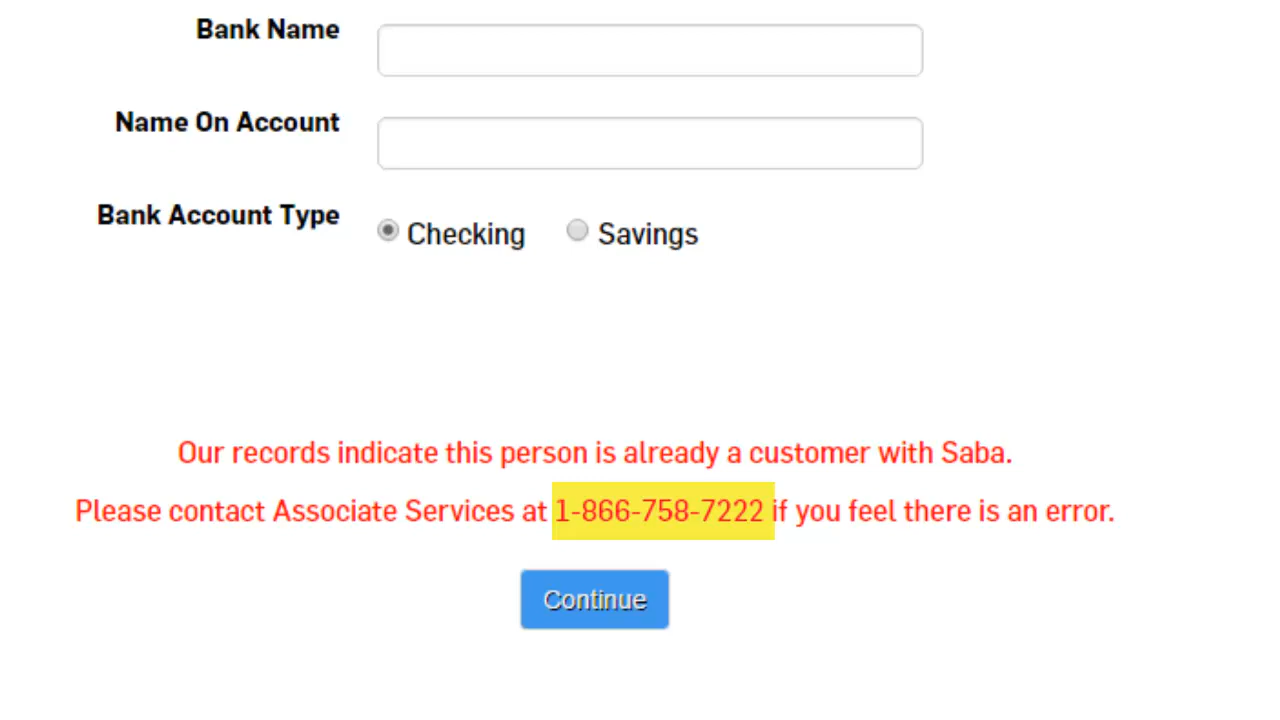 Bank Name
Name On Account
Bank Account Type
Checking Savings
Our records indicate this person is already a customer with Saba.
Please contact Associate Services at 1-866-758-7222 if you feel there is an error.
Continue